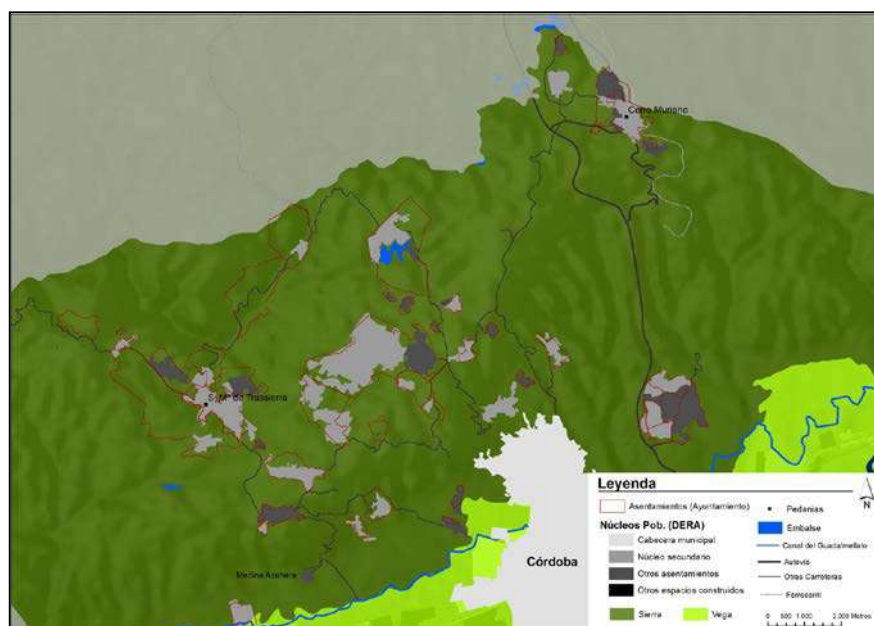 Cerro Muriano
Sª Mª de Trassierra
Medina Azahara
Córdoba
Leyenda
Asentamientos (Ayuntamiento)
Núcleos Pob. (DERA)
Cabecera municipal
Núcleo secundario
Otros asentamientos
Otros espacios construidos
Sierra
Vega
Pedanías
Embalse
Canal del Guadalmellato
Autovía
Otras Carreteras
Ferrocarril
N
0 500 1.000 2.000 Metros